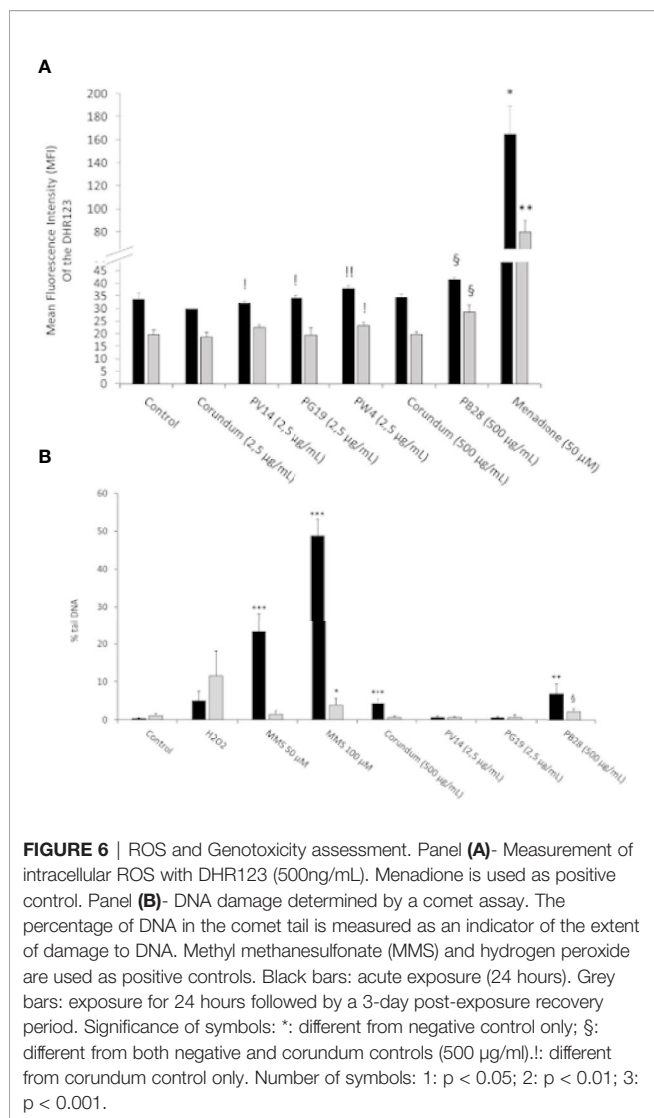 A
Mean Fluorescence Intensity (MFI)
Of the DHR123
200
180
160
140
120
100
80
45
40
35
30
25
20
15
10
5
0
!
!
!!
!
§
§
*
**
Control
Corundum (2,5 µg/mL)
PV14 (2,5 µg/mL)
PG19 (2,5 µg/mL)
PW4 (2,5 µg/mL)
Corundum (500 µg/mL)
PB28 (500 µg/mL)
Menadione (50 µM)
B
% tail DNA
60
50
40
30
20
10
0
*
***
***
*
***
**
§
Control
H2O2
MMS 50 µM
MMS 100 µM
Corundum (500 µg/mL)
PV14 (2,5 µg/mL)
PG19 (2,5 µg/mL)
PB28 (500 µg/mL)
FIGURE 6 | ROS and Genotoxicity assessment. Panel (A)- Measurement of
intracellular ROS with DHR123 (500ng/mL). Menadione is used as positive
control. Panel (B)- DNA damage determined by a comet assay. The
percentage of DNA in the comet tail is measured as an indicator of the extent
of damage to DNA. Methyl methanesulfonate (MMS) and hydrogen peroxide
are used as positive controls. Black bars: acute exposure (24 hours). Grey
bars: exposure for 24 hours followed by a 3-day post-exposure recovery
period. Significance of symbols: *: different from negative control only; §:
different from both negative and corundum controls (500 µg/ml).!: different
from corundum control only. Number of symbols: 1: p < 0.05; 2: p < 0.01; 3:
p < 0.001.